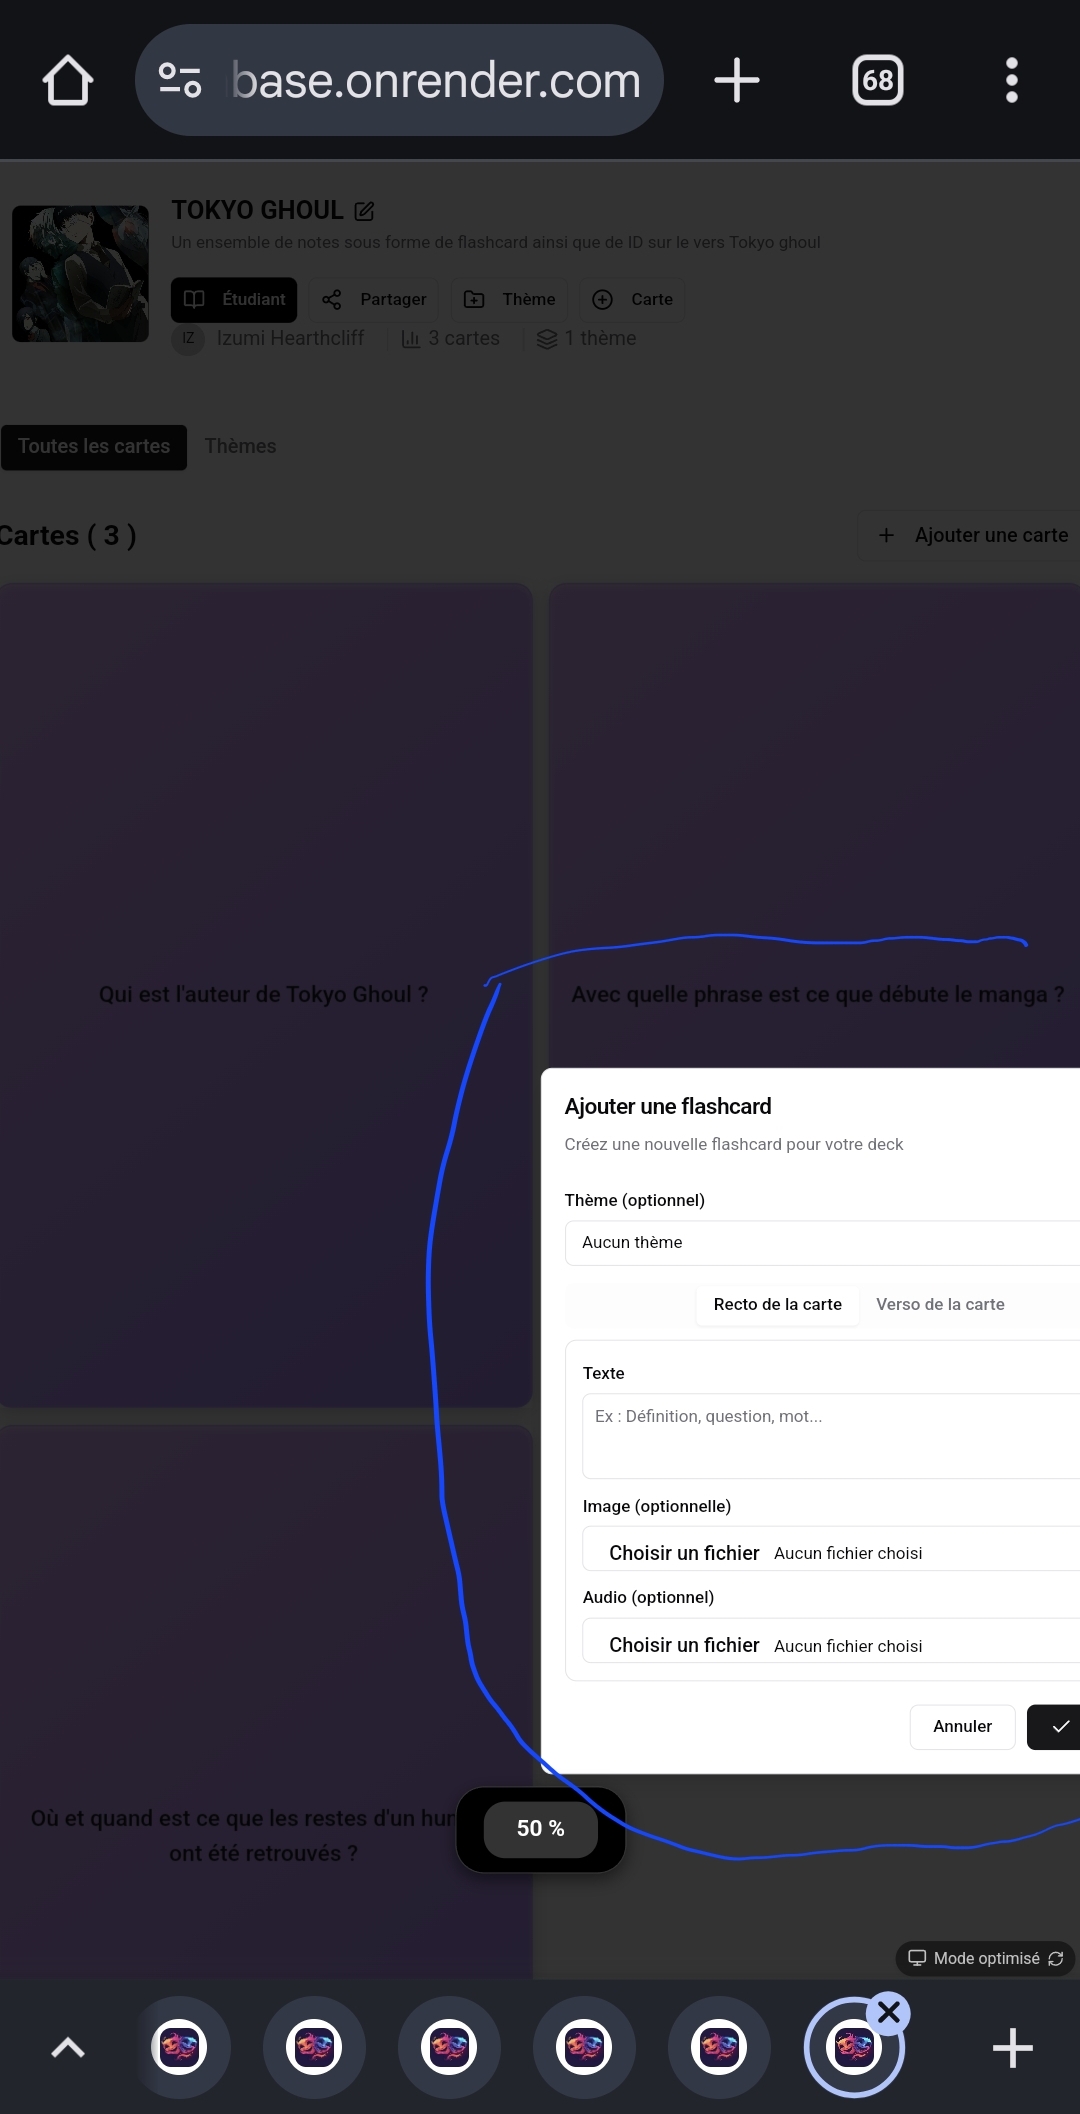 base.onrender.com
68
TOKYO GHOUL
Un ensemble de notes sous forme de flashcard ainsi que de ID sur le vers Tokyo ghoul
Étudiant Partager Thème Carte
IZ Izumi Hearthcliff 3 cartes 1 thème
Toutes les cartes Thèmes
Cartes ( 3 ) Ajouter une carte
Qui est l'auteur de Tokyo Ghoul ?
Avec quelle phrase est ce que débute le manga ?
Ajouter une flashcard
Créez une nouvelle flashcard pour votre deck
Thème (optionnel)
Aucun thème
Recto de la carte Verso de la carte
Texte
Ex : Définition, question, mot...
Image (optionnelle)
Choisir un fichier Aucun fichier choisi
Audio (optionnel)
Choisir un fichier Aucun fichier choisi
Annuler
Où et quand est ce que les restes d'un
ont été retrouvés ?
50 %
Mode optimisé